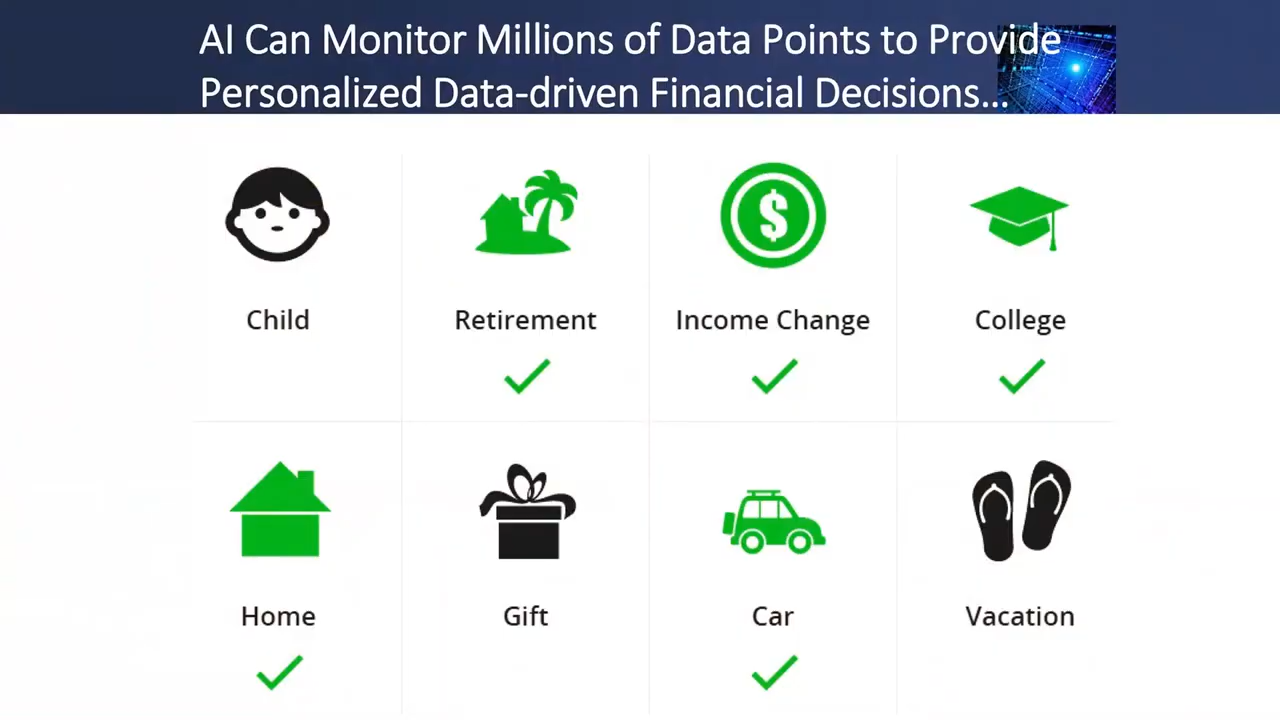 AI Can Monitor Millions of Data Points to Provide
Personalized Data-driven Financial Decisions...
$
Child
Retirement
Income Change
College
Home
Gift
Car
Vacation